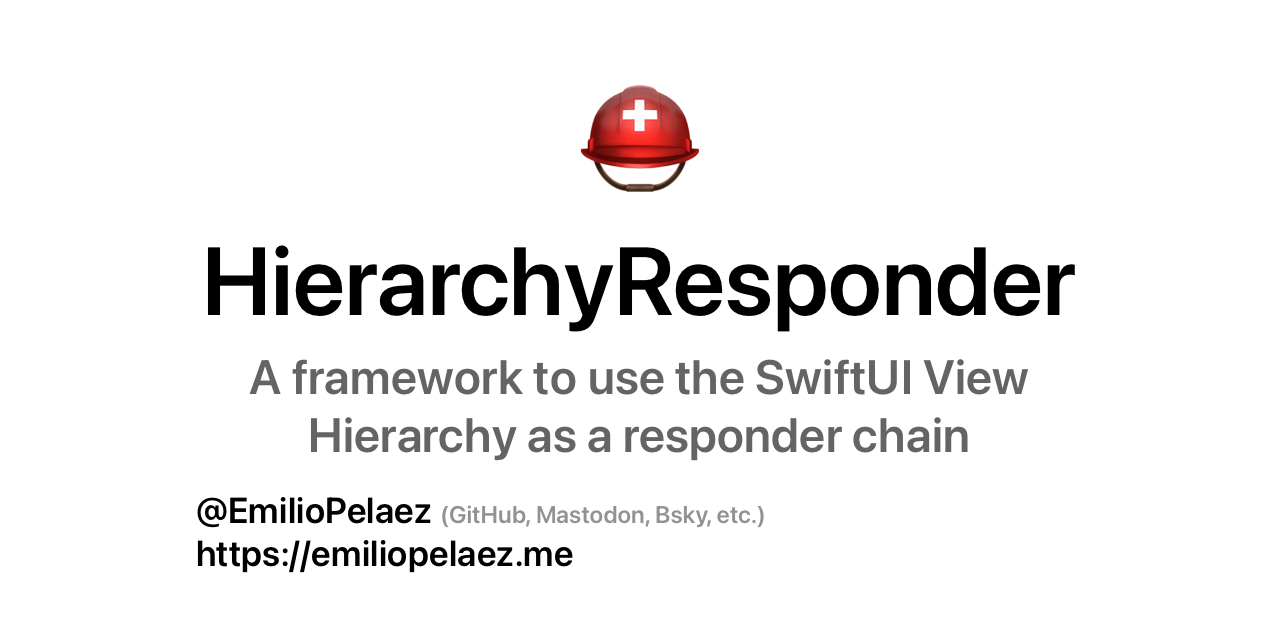 HierarchyResponder
A framework to use the SwiftUI View
Hierarchy as a responder chain
@EmilioPelaez (GitHub, Mastodon, Bsky, etc.)
https://emiliopelaez.me